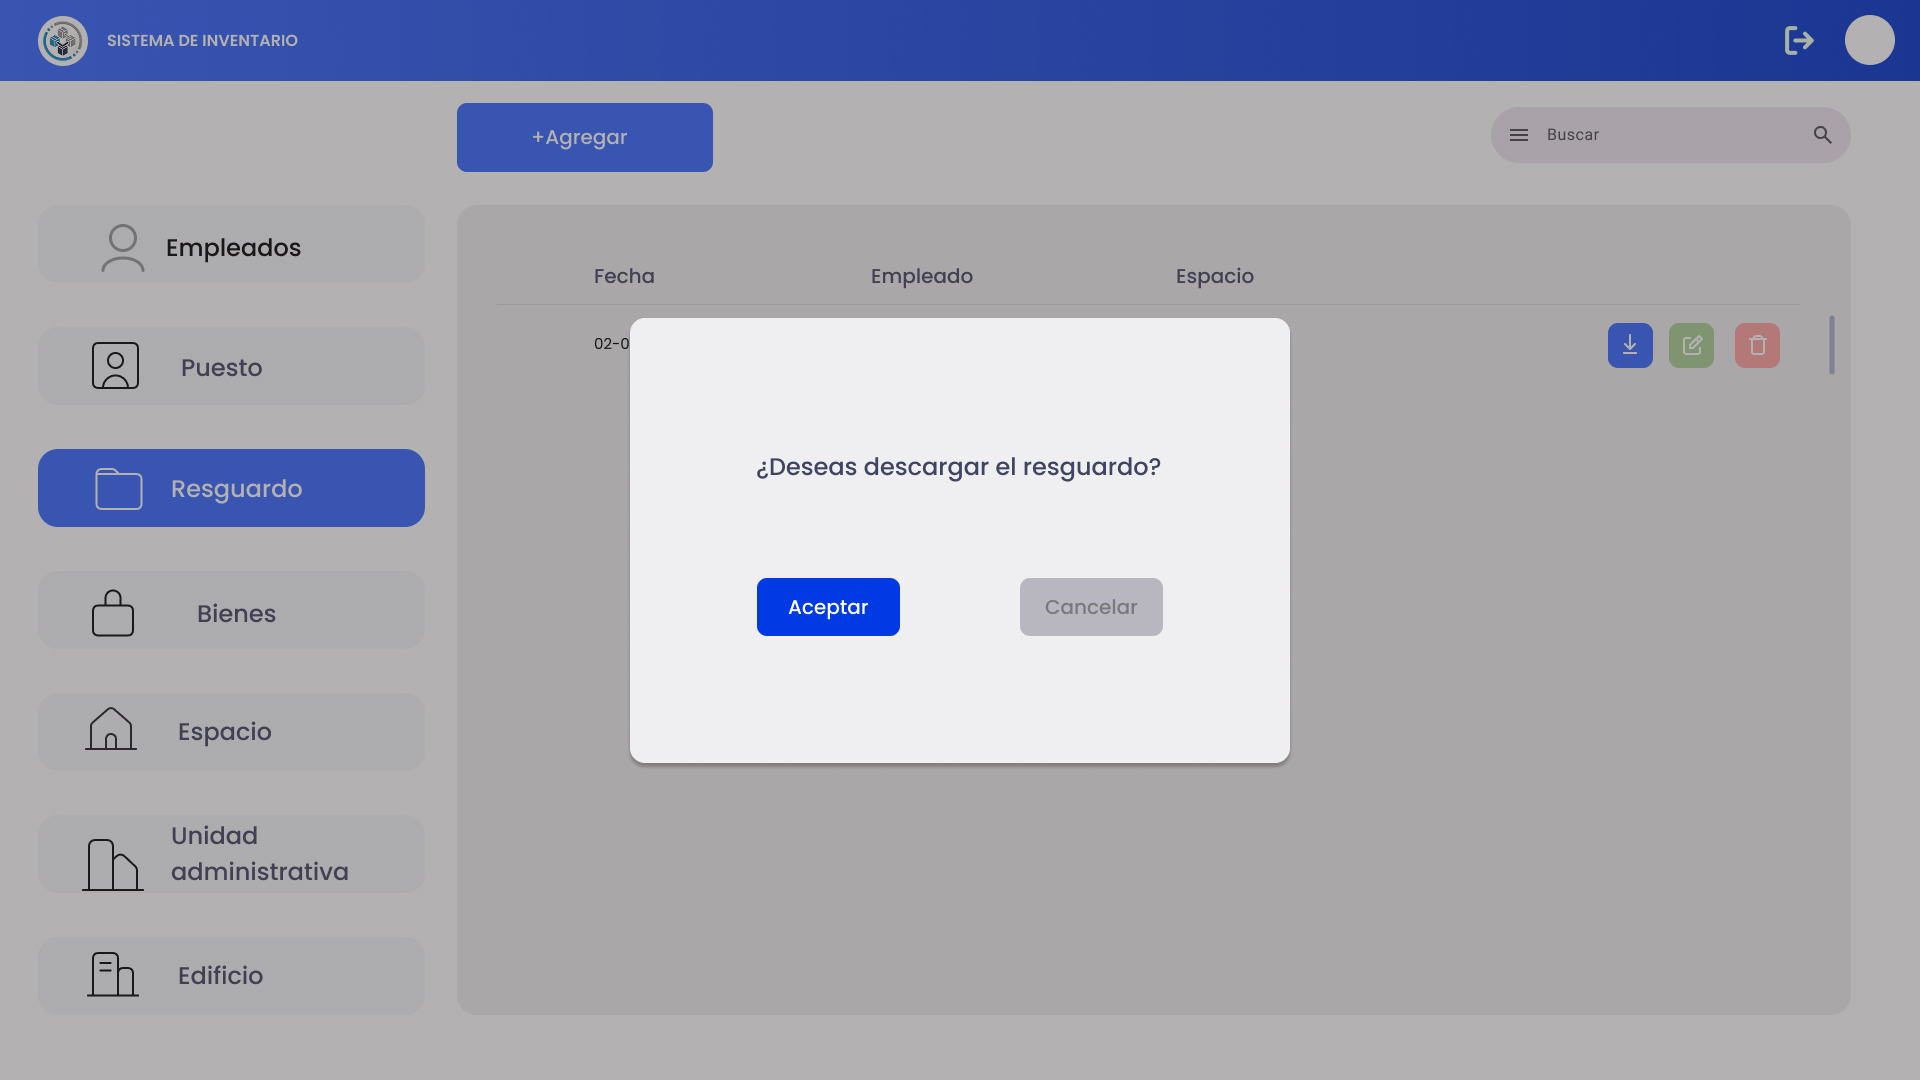 SISTEMA DE INVENTARIO
+Agregar
Buscar
Empleados
Puesto
Resguardo
Bienes
Espacio
Unidad
administrativa
Edificio
Fecha Empleado Espacio
02-0
¿Deseas descargar el resguardo?
Aceptar Cancelar